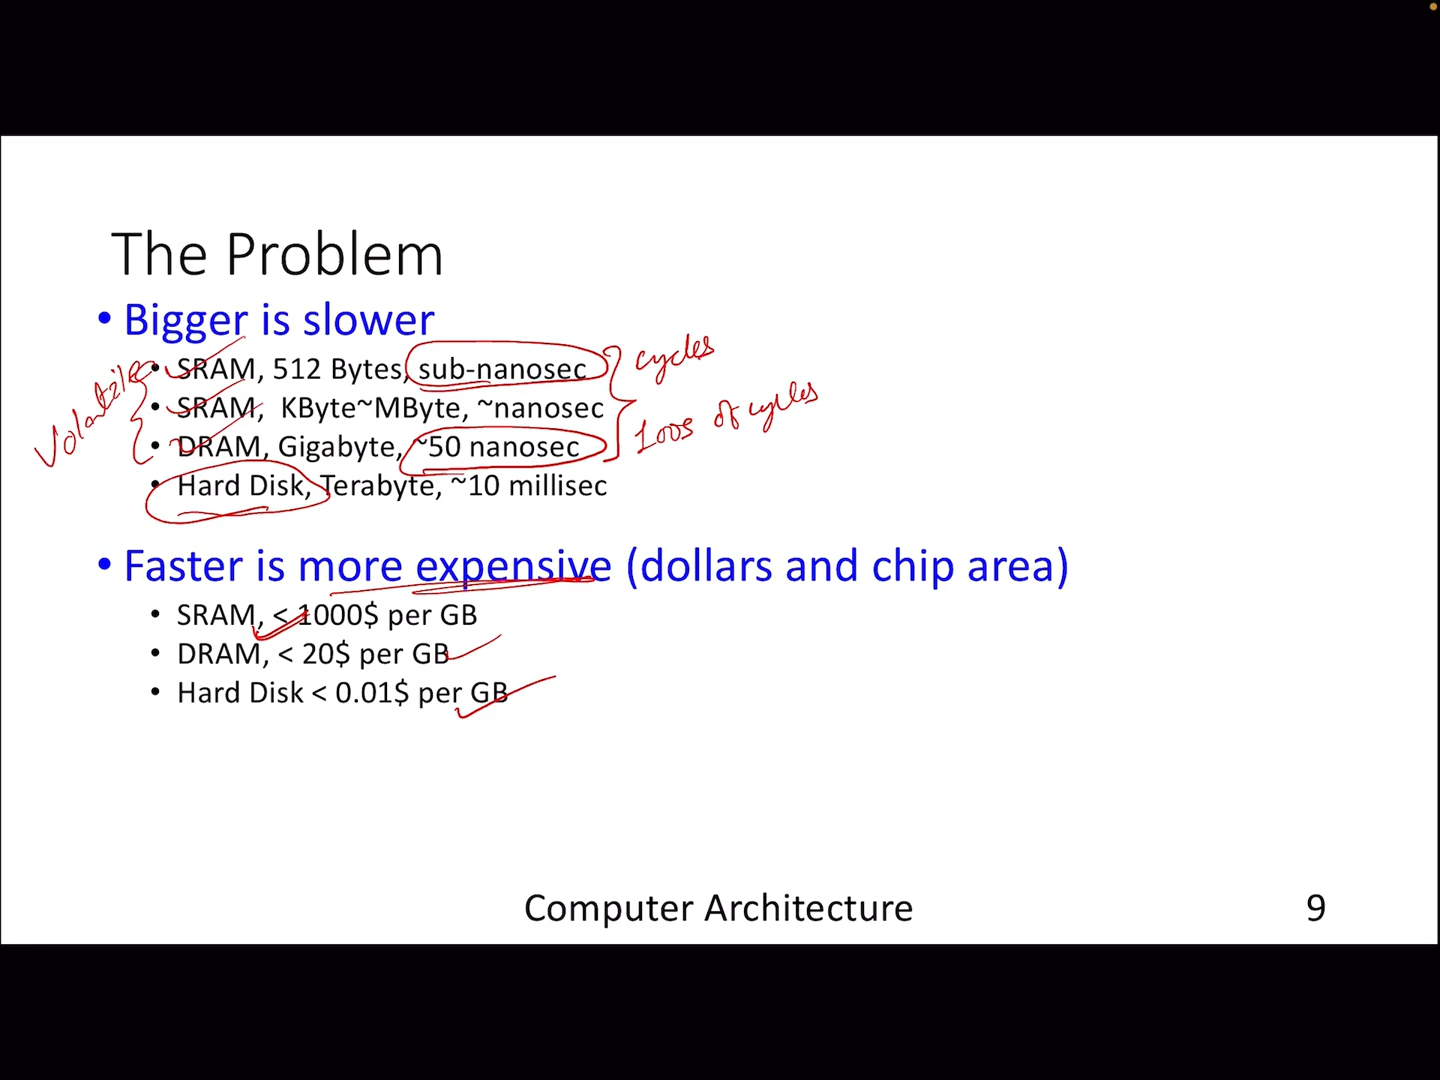 The Problem
• Bigger is slower
• SRAM, 512 Bytes, sub-nanosec
cycles
Volatile
• SRAM, KByte~MByte, ~nanosec
100s of cycles
• DRAM, Gigabyte, ~50 nanosec
• Hard Disk, Terabyte, ~10 millisec
• Faster is more expensive (dollars and chip area)
• SRAM, < 1000$ per GB
• DRAM, < 20$ per GB
• Hard Disk < 0.01$ per GB
Computer Architecture
9